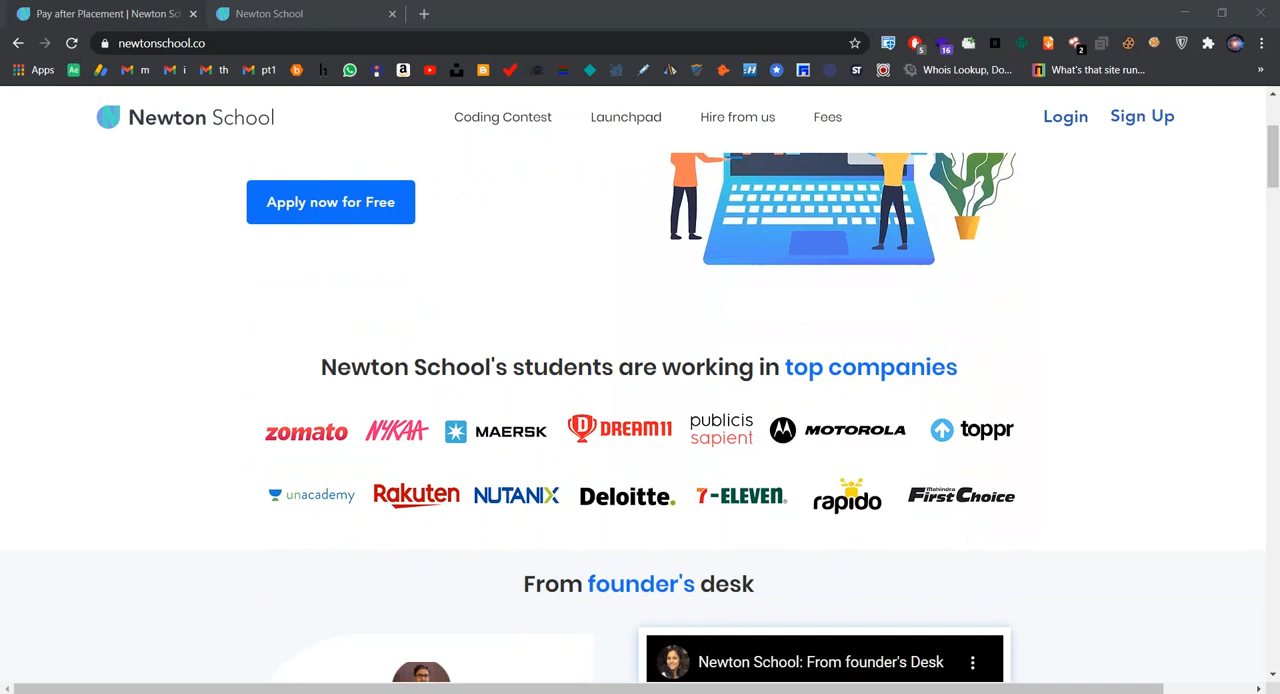 Pay after Placement | Newton Sc
Newton School
newtonschool.co
5
16
2
Apps
m
i
th
pt1
Whois Lookup, Do...
What's that site run...
Newton School
Coding Contest
Launchpad
Hire from us
Fees
Login
Sign Up
Apply now for Free
Newton School's students are working in top companies
zomato NYKAA MAERSK DREAM11 publicis sapient MOTOROLA toppr
unacademy Rakuten NUTANIX Deloitte. 7-ELEVEN® rapido Mahindra First Choice
From founder's desk
Newton School: From founder's Desk